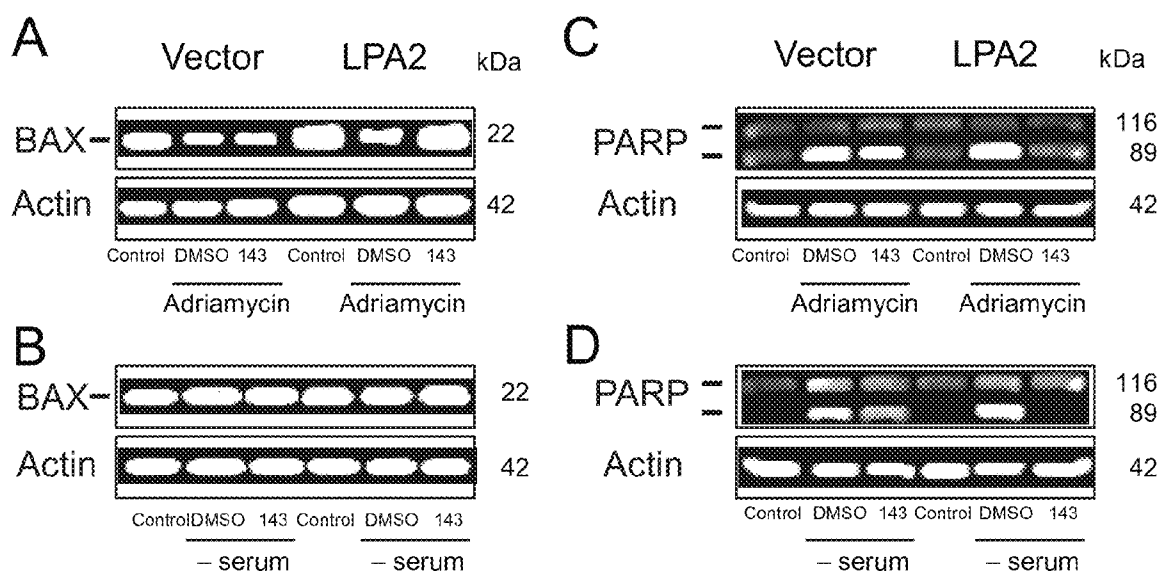 A
Vector LPA2 kDa
BAX 22
Actin 42
Control DMSO 143 Control DMSO 143
Adriamycin Adriamycin
B
BAX 22
Actin 42
ControlDMSO 143 Control DMSO 143
– serum – serum
C
Vector LPA2 kDa
PARP 116
89
Actin 42
Control DMSO 143 Control DMSO 143
Adriamycin Adriamycin
D
PARP 116
89
Actin 42
Control DMSO 143 Control DMSO 143
– serum – serum